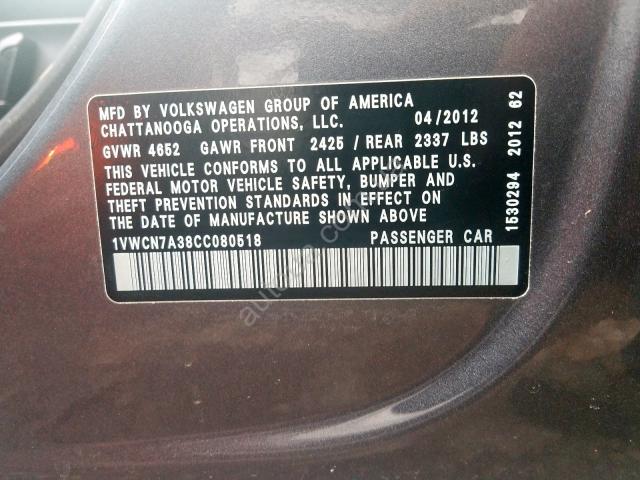 MFD BY VOLKSWAGEN GROUP OF AMERICA
CHATTANOOGA OPERATIONS, LLC. 04/2012
GVWR 4652 GAWR FRONT 2425 / REAR 2337 LBS
THIS VEHICLE CONFORMS TO ALL APPLICABLE U.S.
FEDERAL MOTOR VEHICLE SAFETY, BUMPER AND
THEFT PREVENTION STANDARDS IN EFFECT ON
THE DATE OF MANUFACTURE SHOWN ABOVE
1VWCN7A38CC080518 PASSENGER CAR
1530294 2012 62